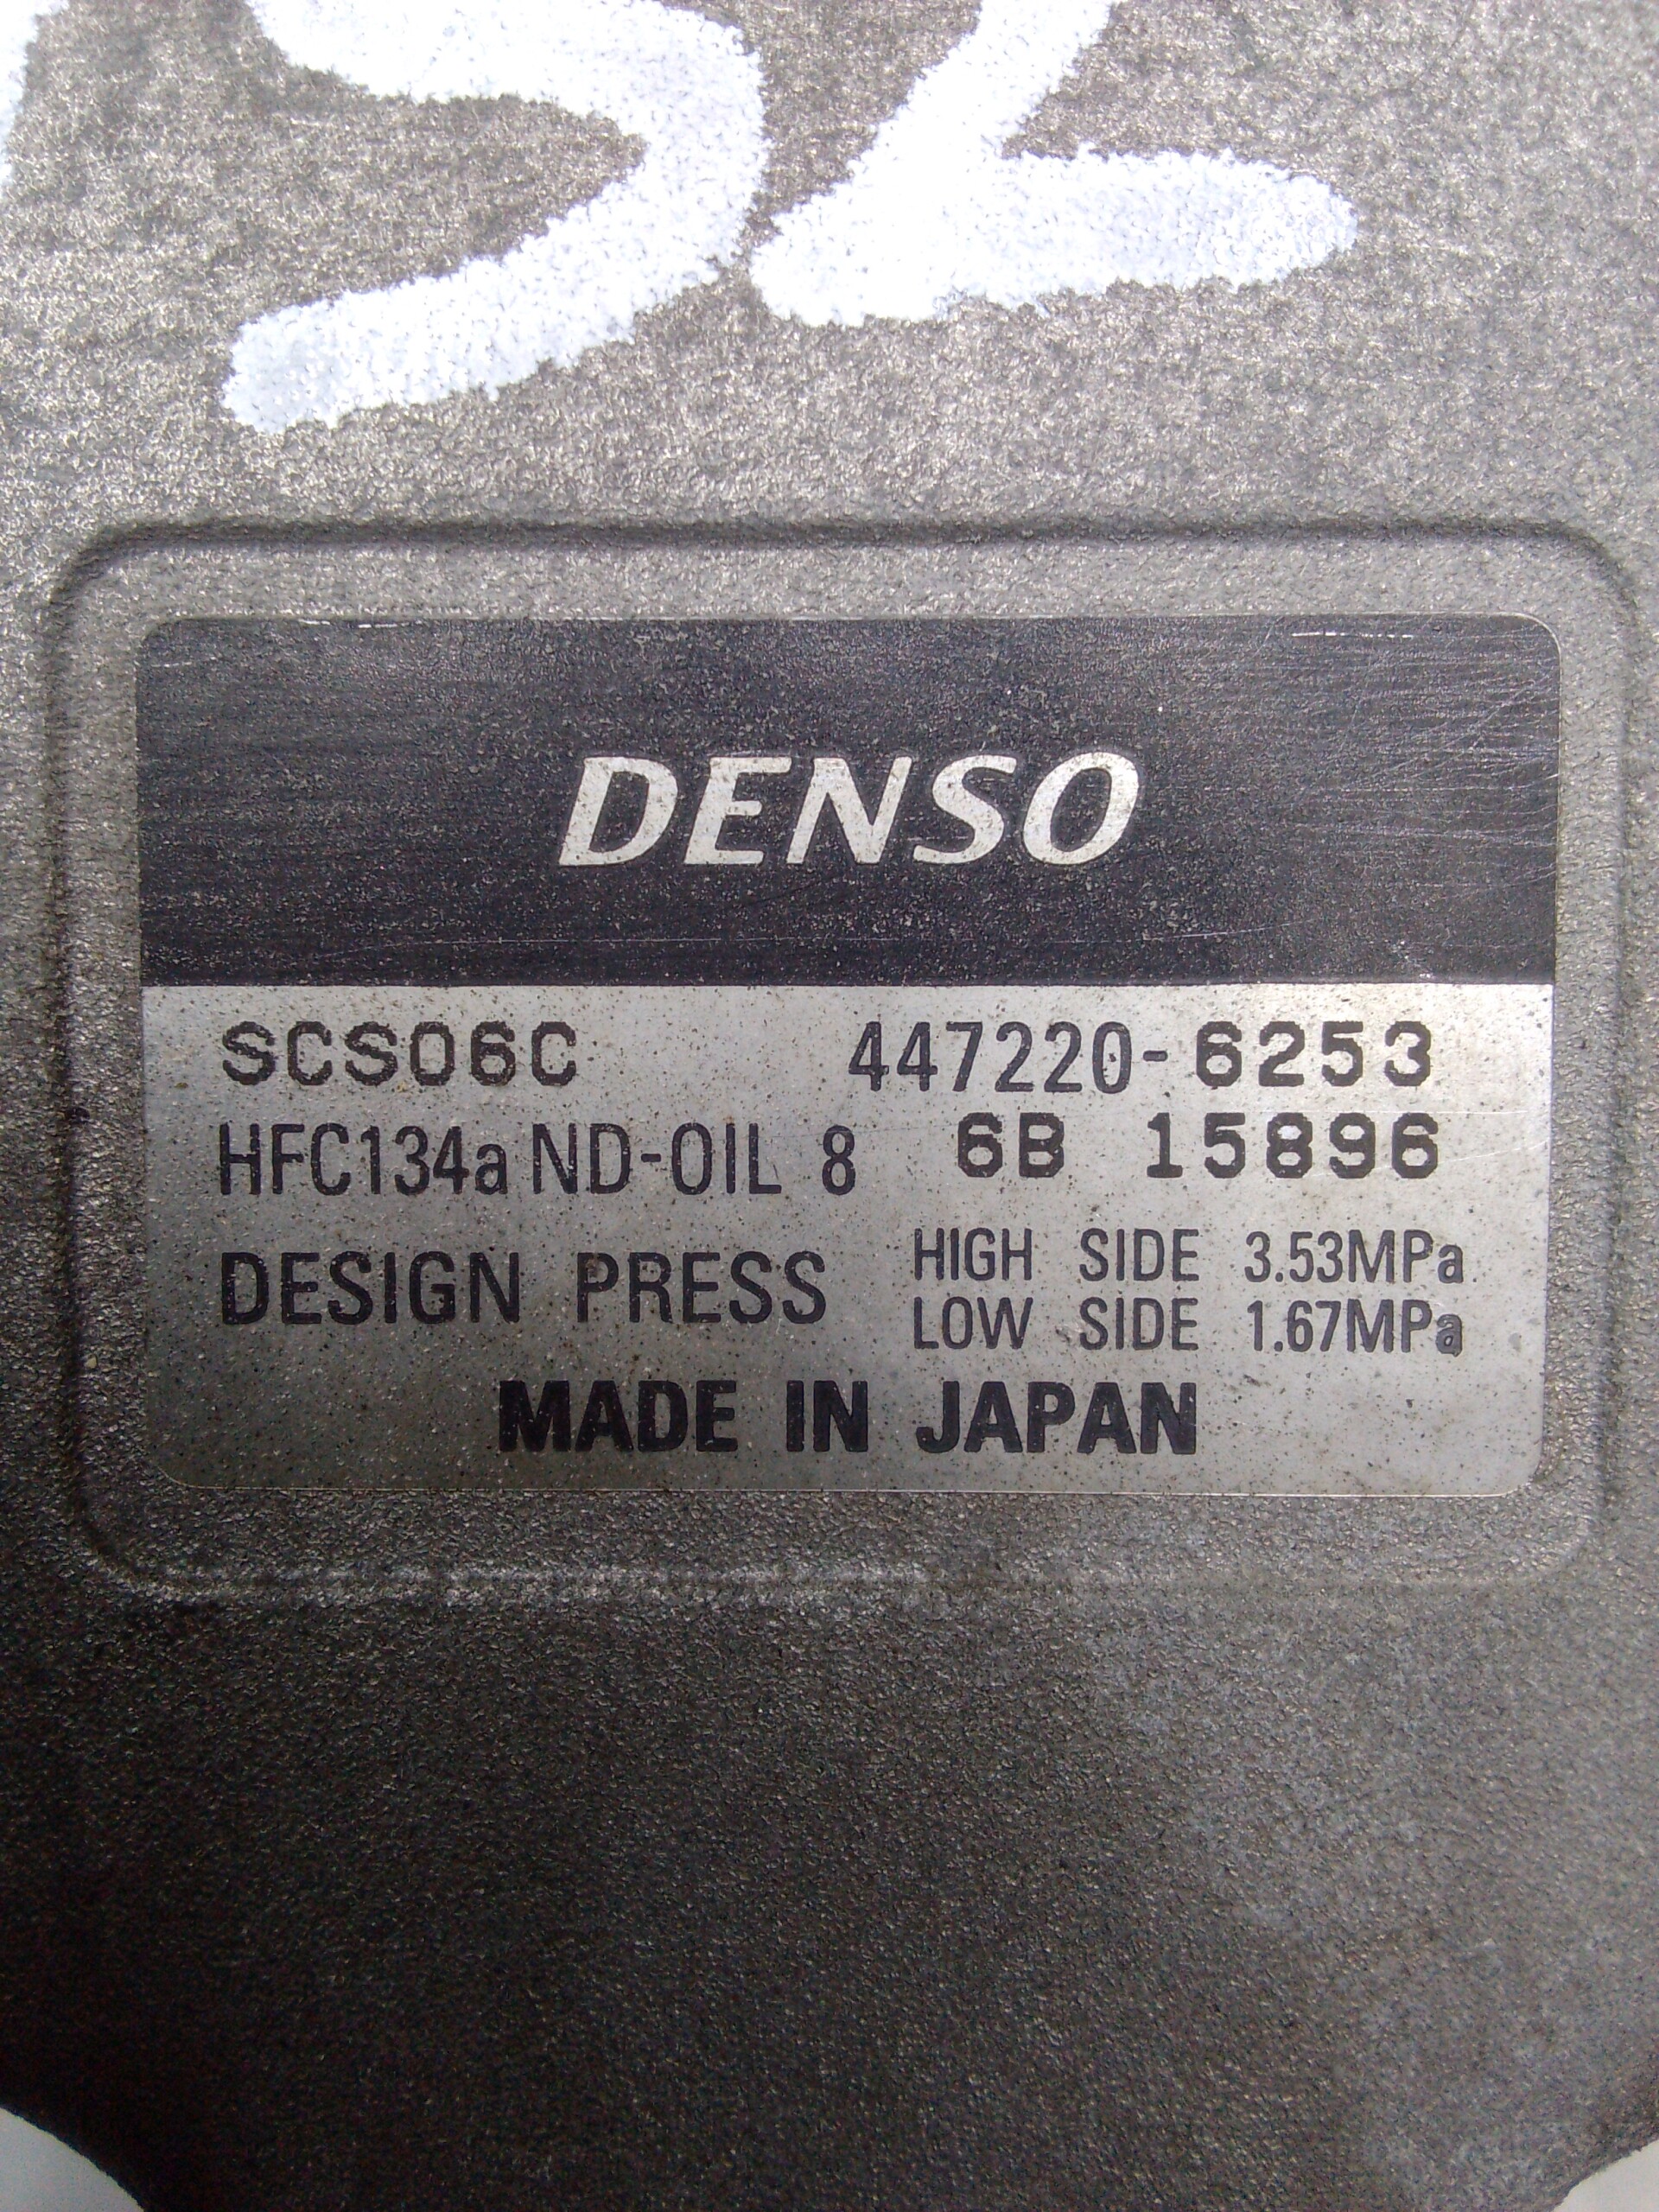 DENSO
SCS06C 447220-6253
HFC134a ND-OIL 8 6B 15896
DESIGN PRESS HIGH SIDE 3.53MPa
LOW SIDE 1.67MPa
MADE IN JAPAN